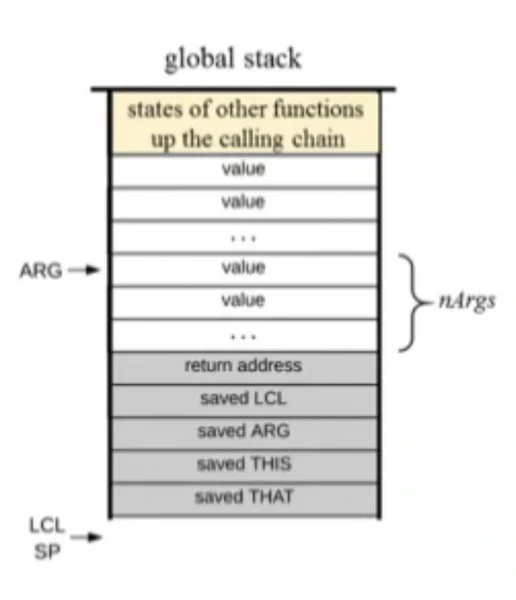 global stack
states of other functions
up the calling chain
value
value
...
ARG
value
value
nArgs
...
return address
saved LCL
saved ARG
saved THIS
saved THAT
LCL
SP